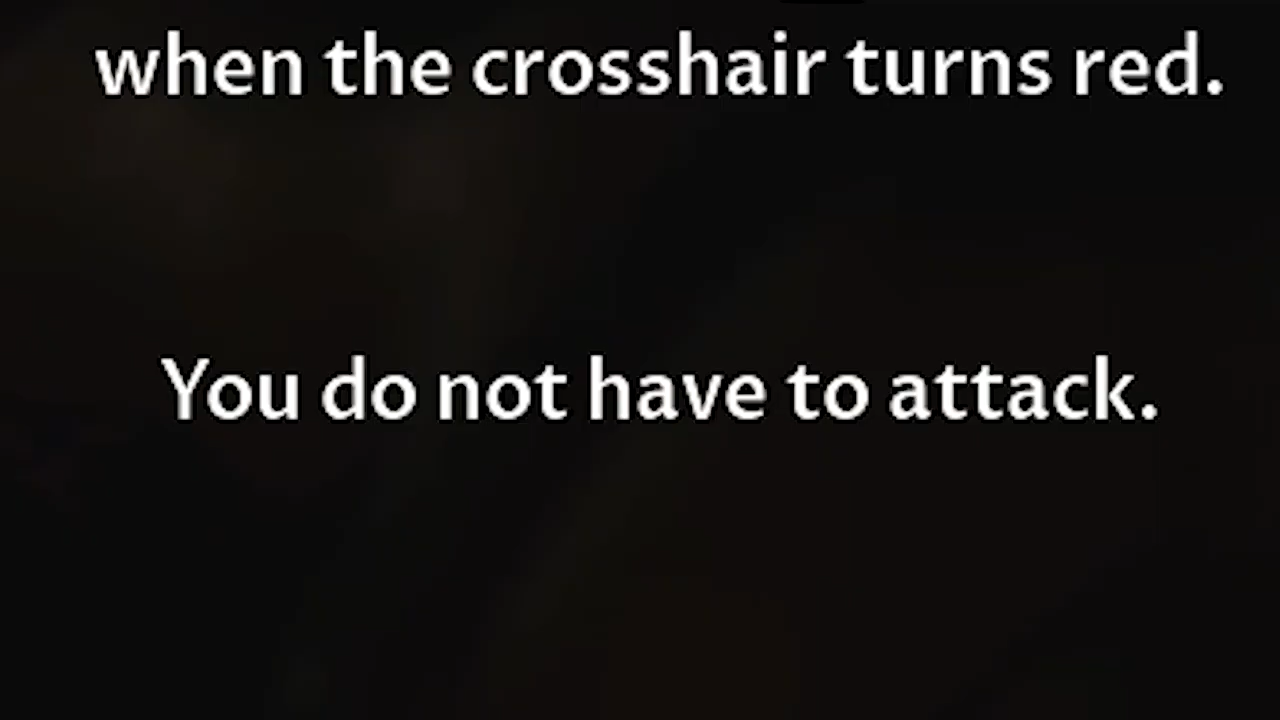 when the crosshair turns red.
You do not have to attack.